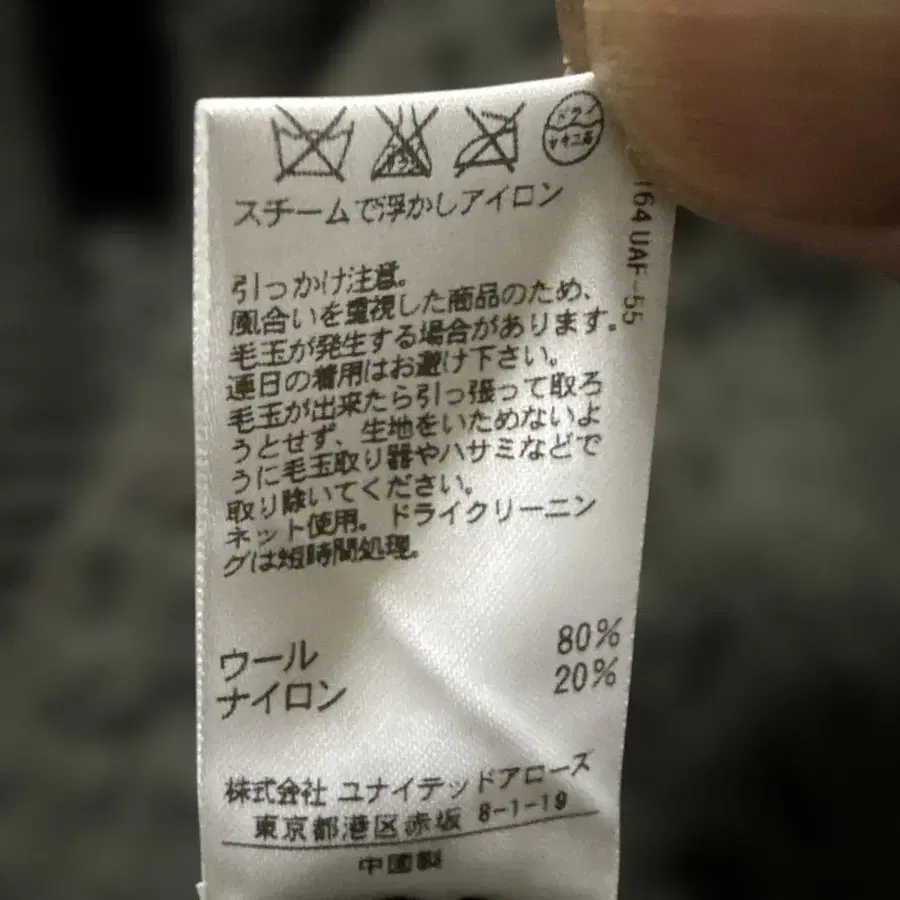 ドライ
セキユ系
スチームで浮かしアイロン
164 UAF-55
引っかけ注意。
風合いを重視した商品のため、
毛玉が発生する場合があります。
連日の着用はお避け下さい。
毛玉が出来たら引っ張って取ろ
うとせず、生地をいためないよ
うに毛玉取り器やハサミなどで
取り除いてください。
ネット使用。ドライクリーニン
グは短時間処理。
ウール 80%
ナイロン 20%
株式会社 ユナイテッドアローズ
東京都港区赤坂 8-1-19
中国製